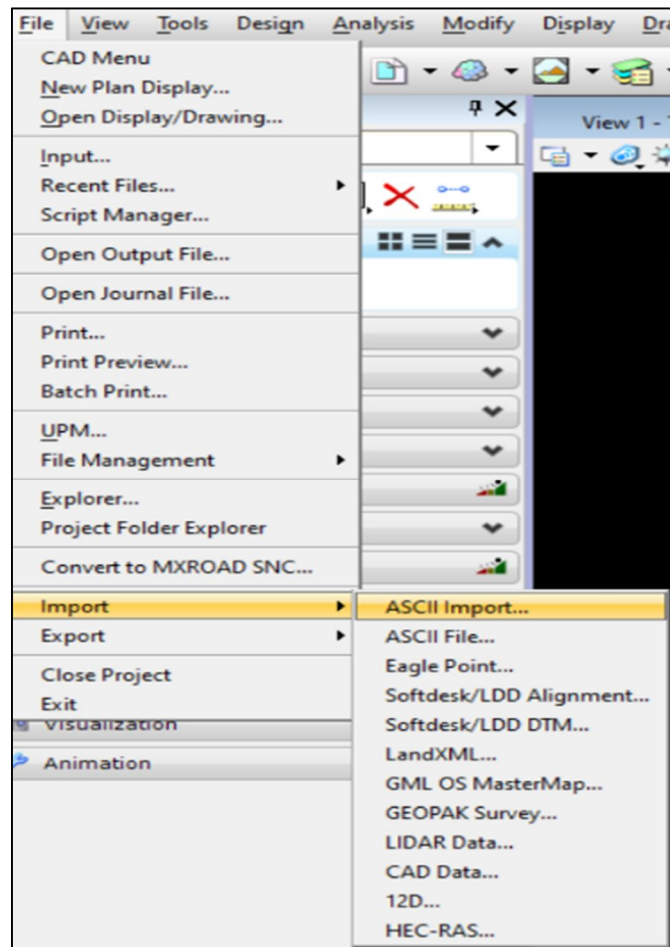 File View Tools Design Analysis Modify Display Dra
CAD Menu
New Plan Display...
Open Display/Drawing...
View 1 -
Input...
Recent Files...
Script Manager...
Open Output File...
Open Journal File...
Print...
Print Preview...
Batch Print...
UPM...
File Management
Explorer...
Project Folder Explorer
Convert to MXROAD SNC...
Import
Export
Close Project
Exit
Visualization
Animation
ASCII Import...
ASCII File...
Eagle Point...
Softdesk/LDD Alignment...
Softdesk/LDD DTM...
LandXML...
GML OS MasterMap...
GEOPAK Survey...
LIDAR Data...
CAD Data...
12D...
HEC-RAS...